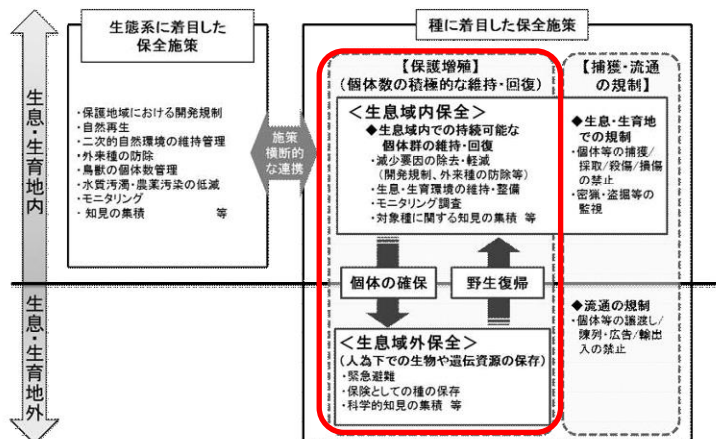 生息・生育地内
生息・生育地外
生態系に着目した
保全施策
・保護地域における開発規制
・自然再生
・二次的自然環境の維持管理
・外来種の防除
・鳥獣の個体数管理
・水質汚濁・農薬汚染の低減
・モニタリング
・知見の集積 等
施策
横断的
な連携
種に着目した保全施策
【保護増殖】
(個体数の積極的な維持・回復)
<生息域内保全>
◆生息域内での持続可能な
個体群の維持・回復
・減少要因の除去・軽減
(開発規制、外来種の防除等)
・生息・生育環境の維持・整備
・モニタリング調査
・対象種に関する知見の集積 等
個体の確保
野生復帰
<生息域外保全>
(人為下での生物や遺伝資源の保存)
・緊急避難
・保険としての種の保存
・科学的知見の集積 等
【捕獲・流通
の規制】
◆生息・生育地
での規制
・個体等の捕獲/
採取/殺傷/損傷
の禁止
・密猟・盗掘等の
監視
◆流通の規制
・個体等の譲渡し/
陳列・広告/輸出
入の禁止